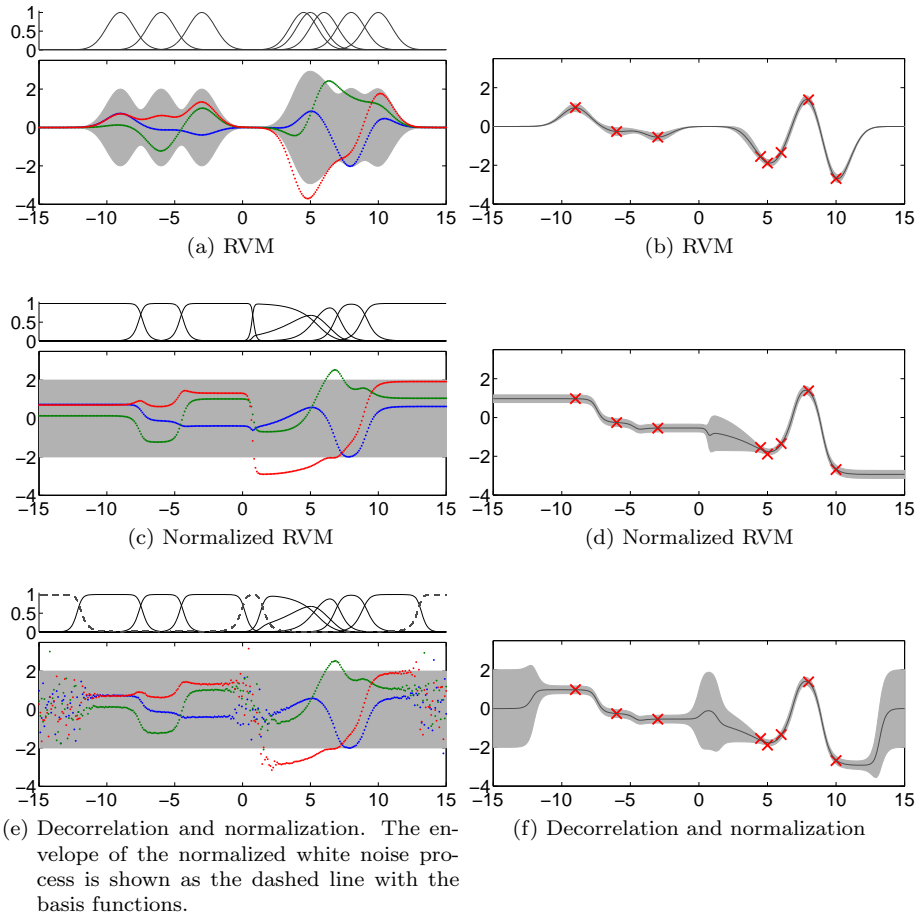 1
0.5
0
2
0
−2
−4
−15 −10 −5 0 5 10 15
(a) RVM
2
0
−2
−4
−15 −10 −5 0 5 10 15
(b) RVM
1
0.5
0
2
0
−2
−4
−15 −10 −5 0 5 10 15
(c) Normalized RVM
2
0
−2
−4
−15 −10 −5 0 5 10 15
(d) Normalized RVM
1
0.5
0
2
0
−2
−4
−15 −10 −5 0 5 10 15
(e) Decorrelation and normalization. The en-
velope of the normalized white noise pro-
cess is shown as the dashed line with the
basis functions.
2
0
−2
−4
−15 −10 −5 0 5 10 15
(f) Decorrelation and normalization